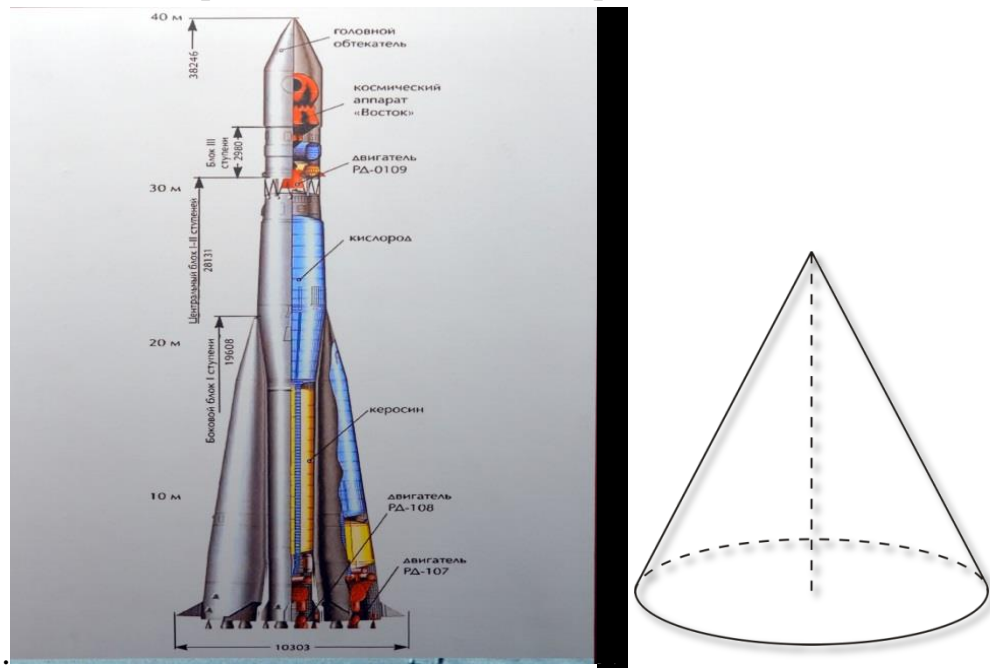 40 м
головной
обтекатель
38246
космический
аппарат
«Восток»
Блок III
ступени
2980
двигатель
РД-0109
30 м
Центральный блок I-II ступеней
28131
кислород
20 м
Боковой блок I ступени
19608
керосин
10 м
двигатель
РД-108
двигатель
РД-107
10303